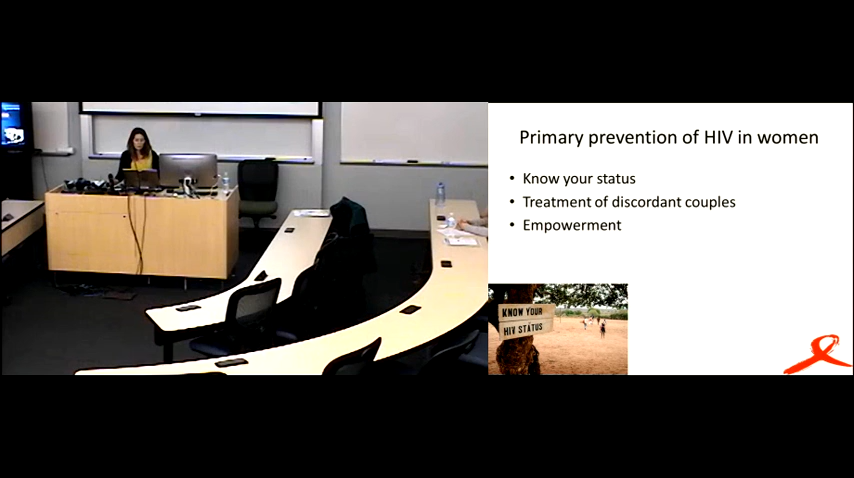 Primary prevention of HIV in women
• Know your status
• Treatment of discordant couples
• Empowerment
KNOW YOUR
HIV STATUS